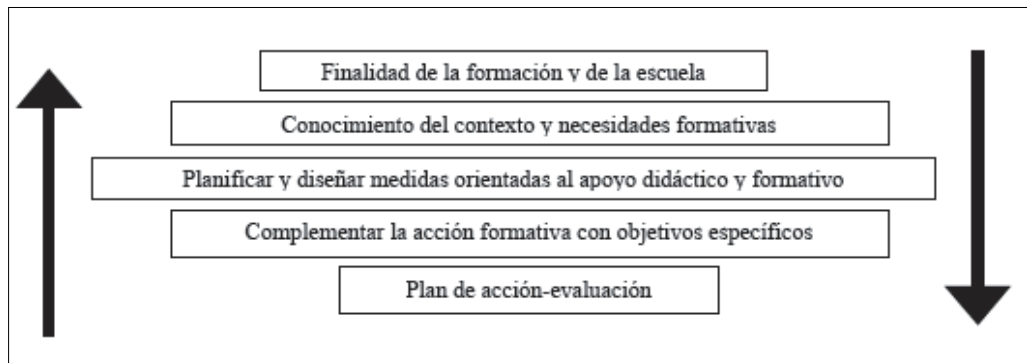 Finalidad de la formación y de la escuela
Conocimiento del contexto y necesidades formativas
Planificar y diseñar medidas orientadas al apoyo didáctico y formativo
Complementar la acción formativa con objetivos específicos
Plan de acción-evaluación